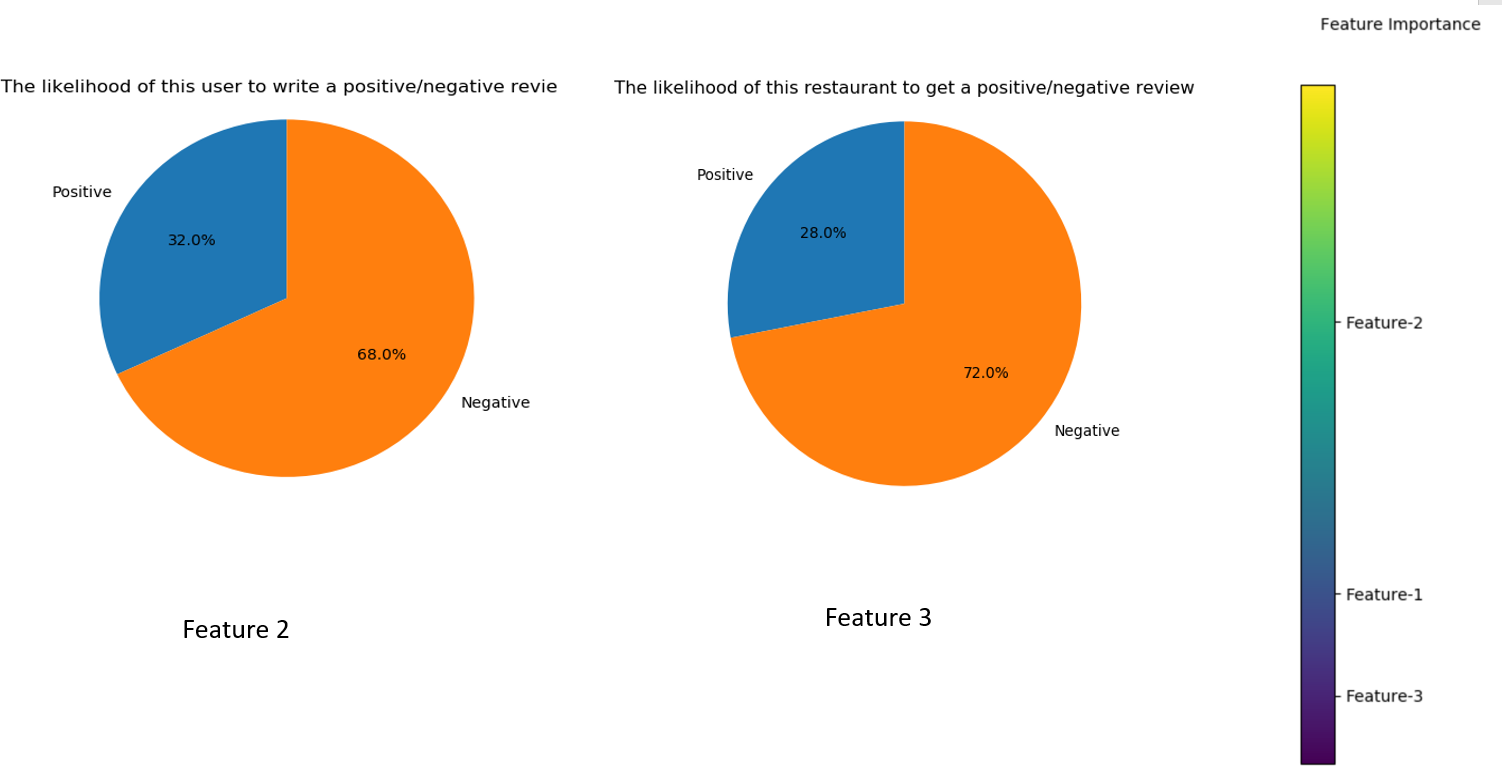 Feature Importance
The likelihood of this user to write a positive/negative revie
Positive
32.0%
68.0%
Negative
Feature 2
The likelihood of this restaurant to get a positive/negative review
Positive
28.0%
72.0%
Negative
Feature 3
Feature-2
Feature-1
Feature-3